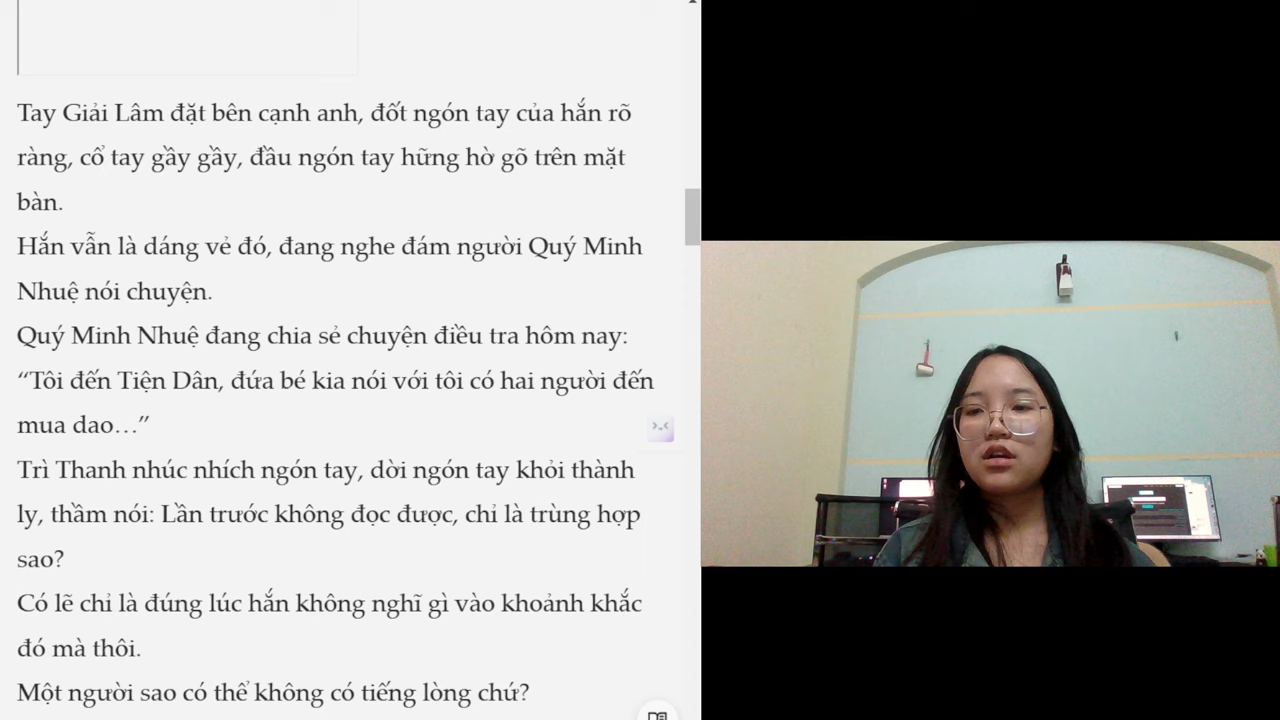 Tay Giải Lâm đặt bên cạnh anh, đốt ngón tay của hắn rõ
ràng, cổ tay gầy gầy, đầu ngón tay hững hờ gõ trên mặt
bàn.
Hắn vẫn là dáng vẻ đó, đang nghe đám người Quý Minh
Nhuệ nói chuyện.
Quý Minh Nhuệ đang chia sẻ chuyện điều tra hôm nay:
“Tôi đến Tiện Dân, đứa bé kia nói với tôi có hai người đến
mua dao…”
Trì Thanh nhúc nhích ngón tay, dời ngón tay khỏi thành
ly, thầm nói: Lần trước không đọc được, chỉ là trùng hợp
sao?
Có lẽ chỉ là đúng lúc hắn không nghĩ gì vào khoảnh khắc
đó mà thôi.
Một người sao có thể không có tiếng lòng chứ?